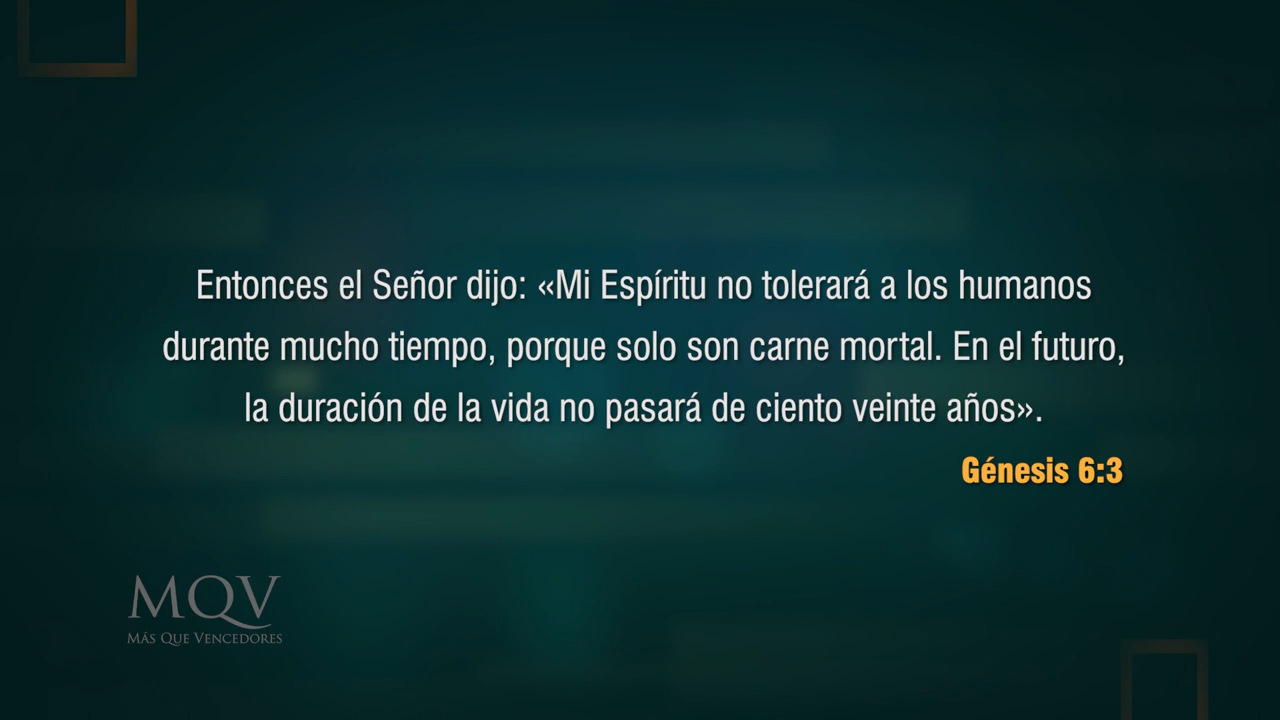 Entonces el Señor dijo: «Mi Espíritu no tolerará a los humanos
durante mucho tiempo, porque solo son carne mortal. En el futuro,
la duración de la vida no pasará de ciento veinte años».
Génesis 6:3
MQV
MÁS QUE VENCEDORES